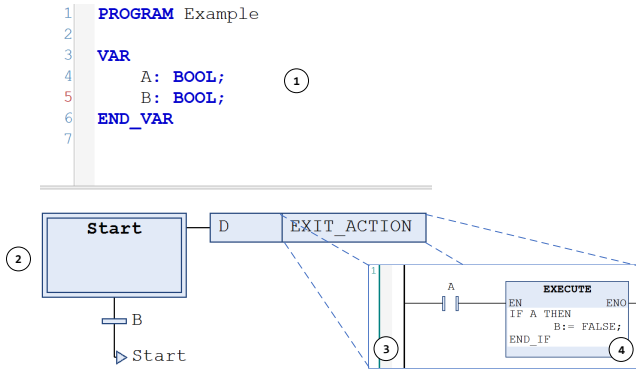 1 PROGRAM Example
2
3 VAR
4 A: BOOL;
5 B: BOOL;
6 END_VAR
7
1
Start
D EXIT_ACTION
2
B
Start
1
A
EXECUTE
EN ENO
IF A THEN
B:= FALSE;
END_IF
3
4